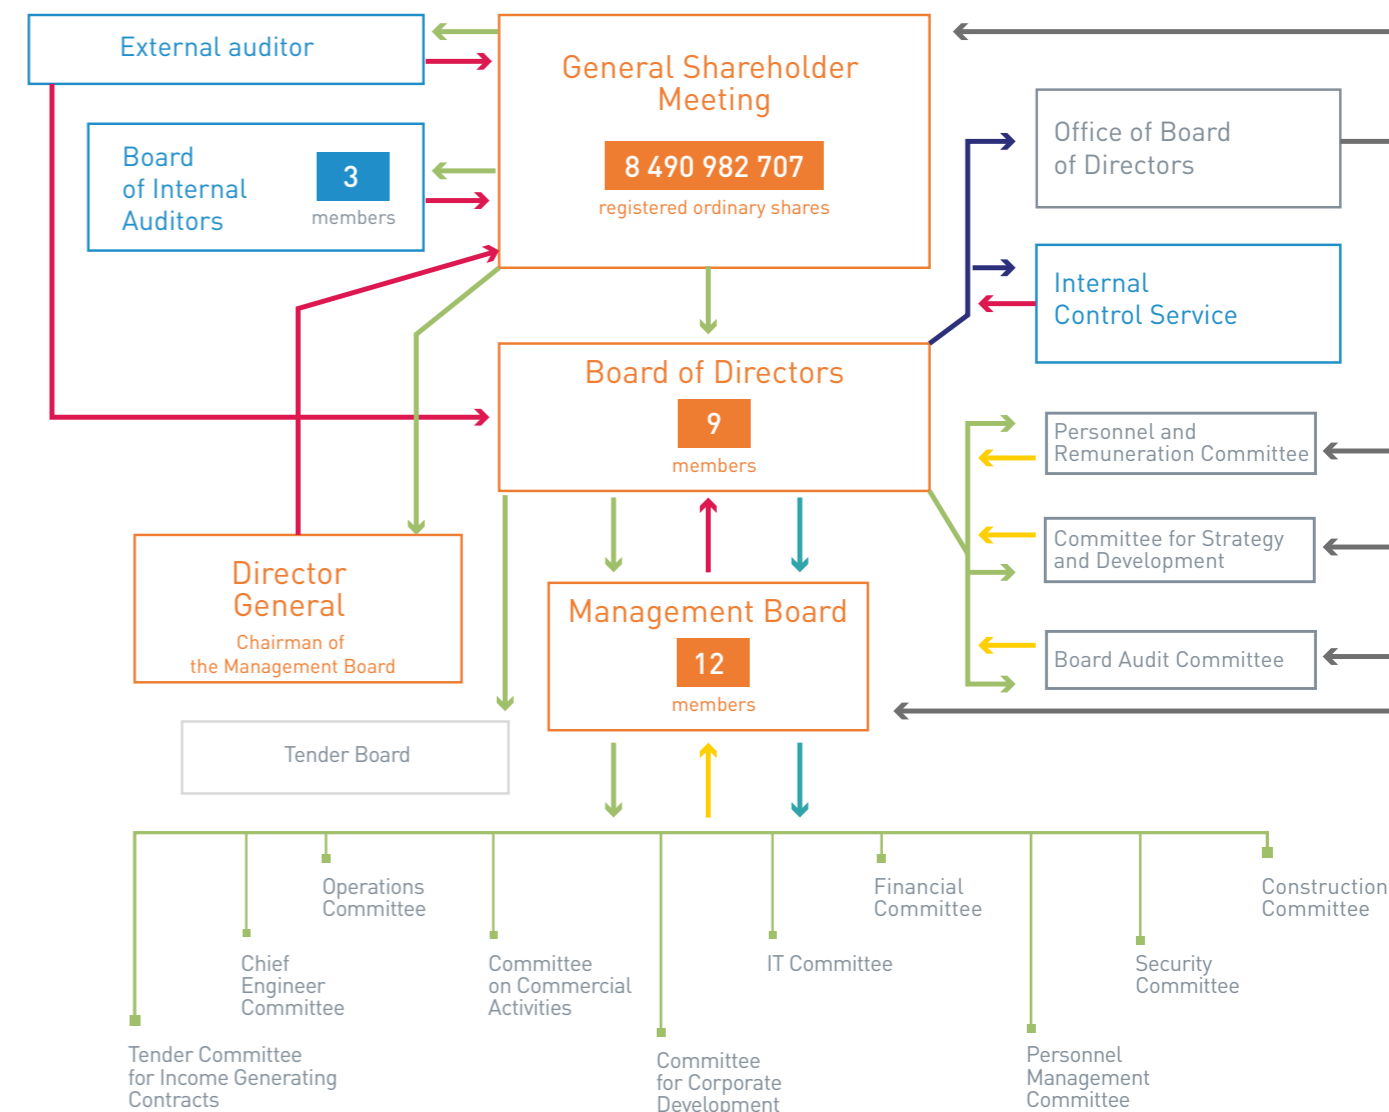 External auditor
General Shareholder
Meeting
8 490 982 707
registered ordinary shares
Board
of Internal
Auditors
3
members
Office of Board
of Directors
Internal
Control Service
Board of Directors
9
members
Personnel and
Remuneration Committee
Committee for Strategy
and Development
Board Audit Committee
Director
General
Chairman of
the Management Board
Management Board
12
members
Tender Board
Operations
Committee
Financial
Committee
Construction
Committee
Chief
Engineer
Committee
Committee
on Commercial
Activities
IT Committee
Security
Committee
Tender Committee
for Income Generating
Contracts
Committee
for Corporate
Development
Personnel
Management
Committee